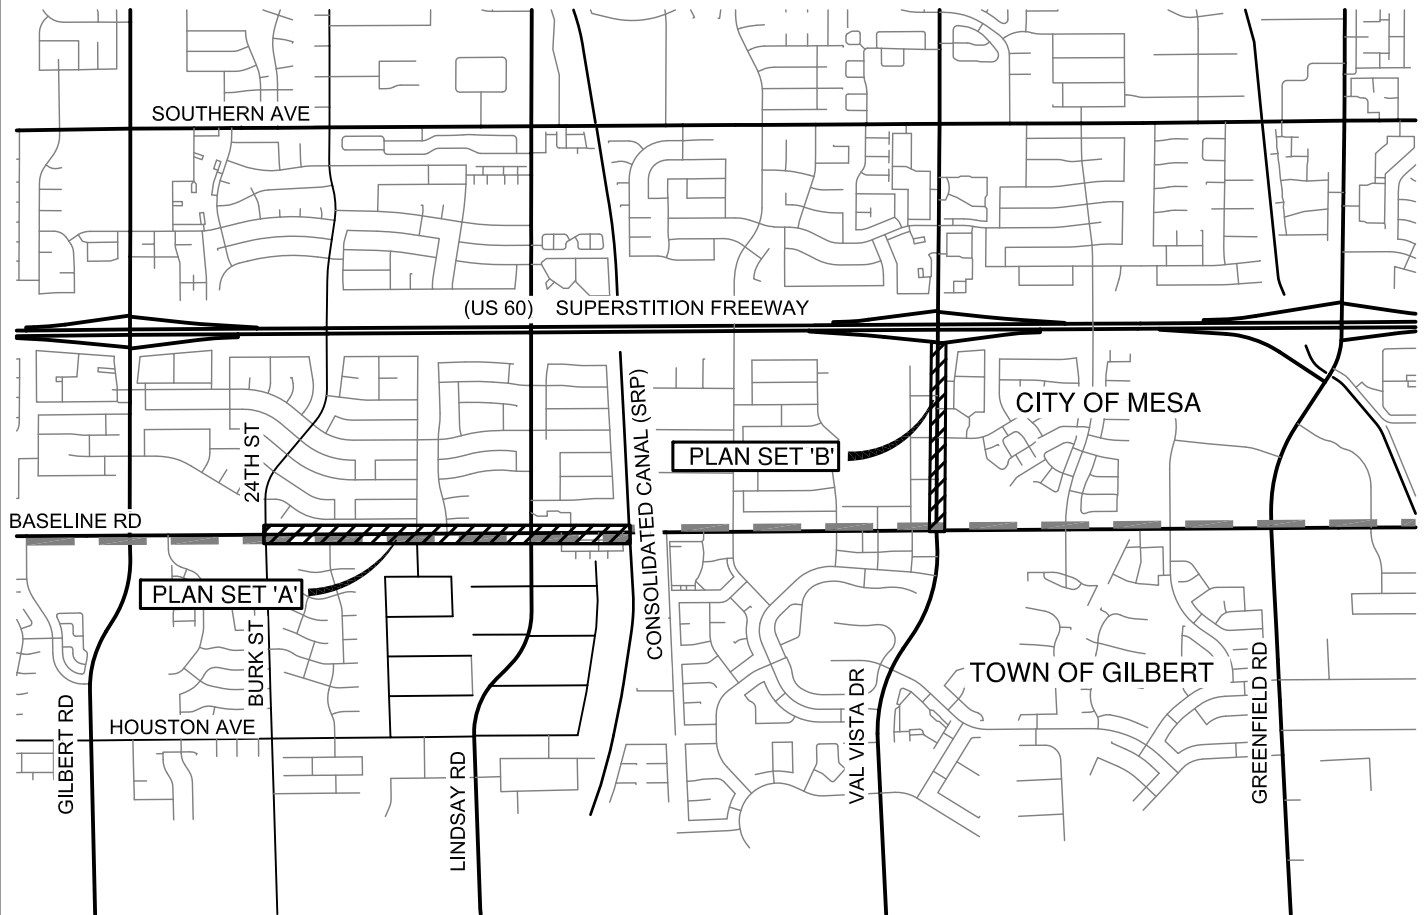 SOUTHERN AVE
(US 60) SUPERSTITION FREEWAY
CITY OF MESA
CONSOLIDATED CANAL (SRP)
24TH ST
PLAN SET 'B'
BASELINE RD
PLAN SET 'A'
BURK ST
TOWN OF GILBERT
HOUSTON AVE
GILBERT RD
LINDSAY RD
VAL VISTA DR
GREENFIELD RD